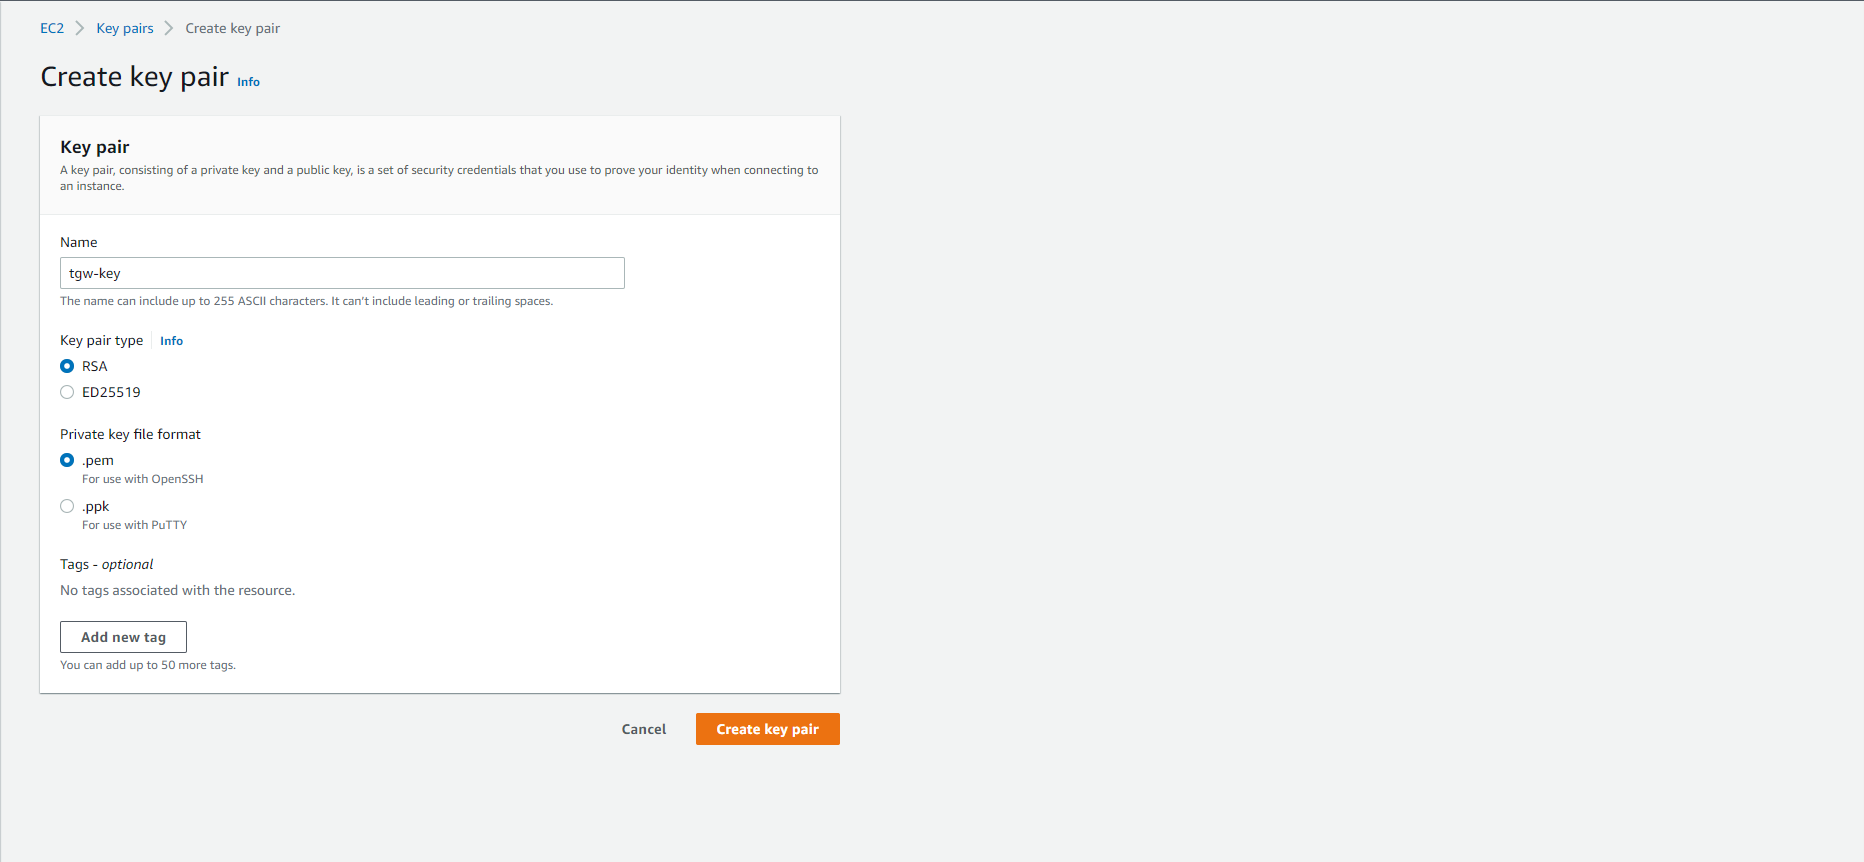 EC2 > Key pairs > Create key pair
Create key pair Info
Key pair
A key pair, consisting of a private key and a public key, is a set of security credentials that you use to prove your identity when connecting to
an instance.
Name
tgw-key
The name can include up to 255 ASCII characters. It can't include leading or trailing spaces.
Key pair type Info
RSA
ED25519
Private key file format
.pem
For use with OpenSSH
.ppk
For use with PuTTY
Tags - optional
No tags associated with the resource.
Add new tag
You can add up to 50 more tags.
Cancel Create key pair